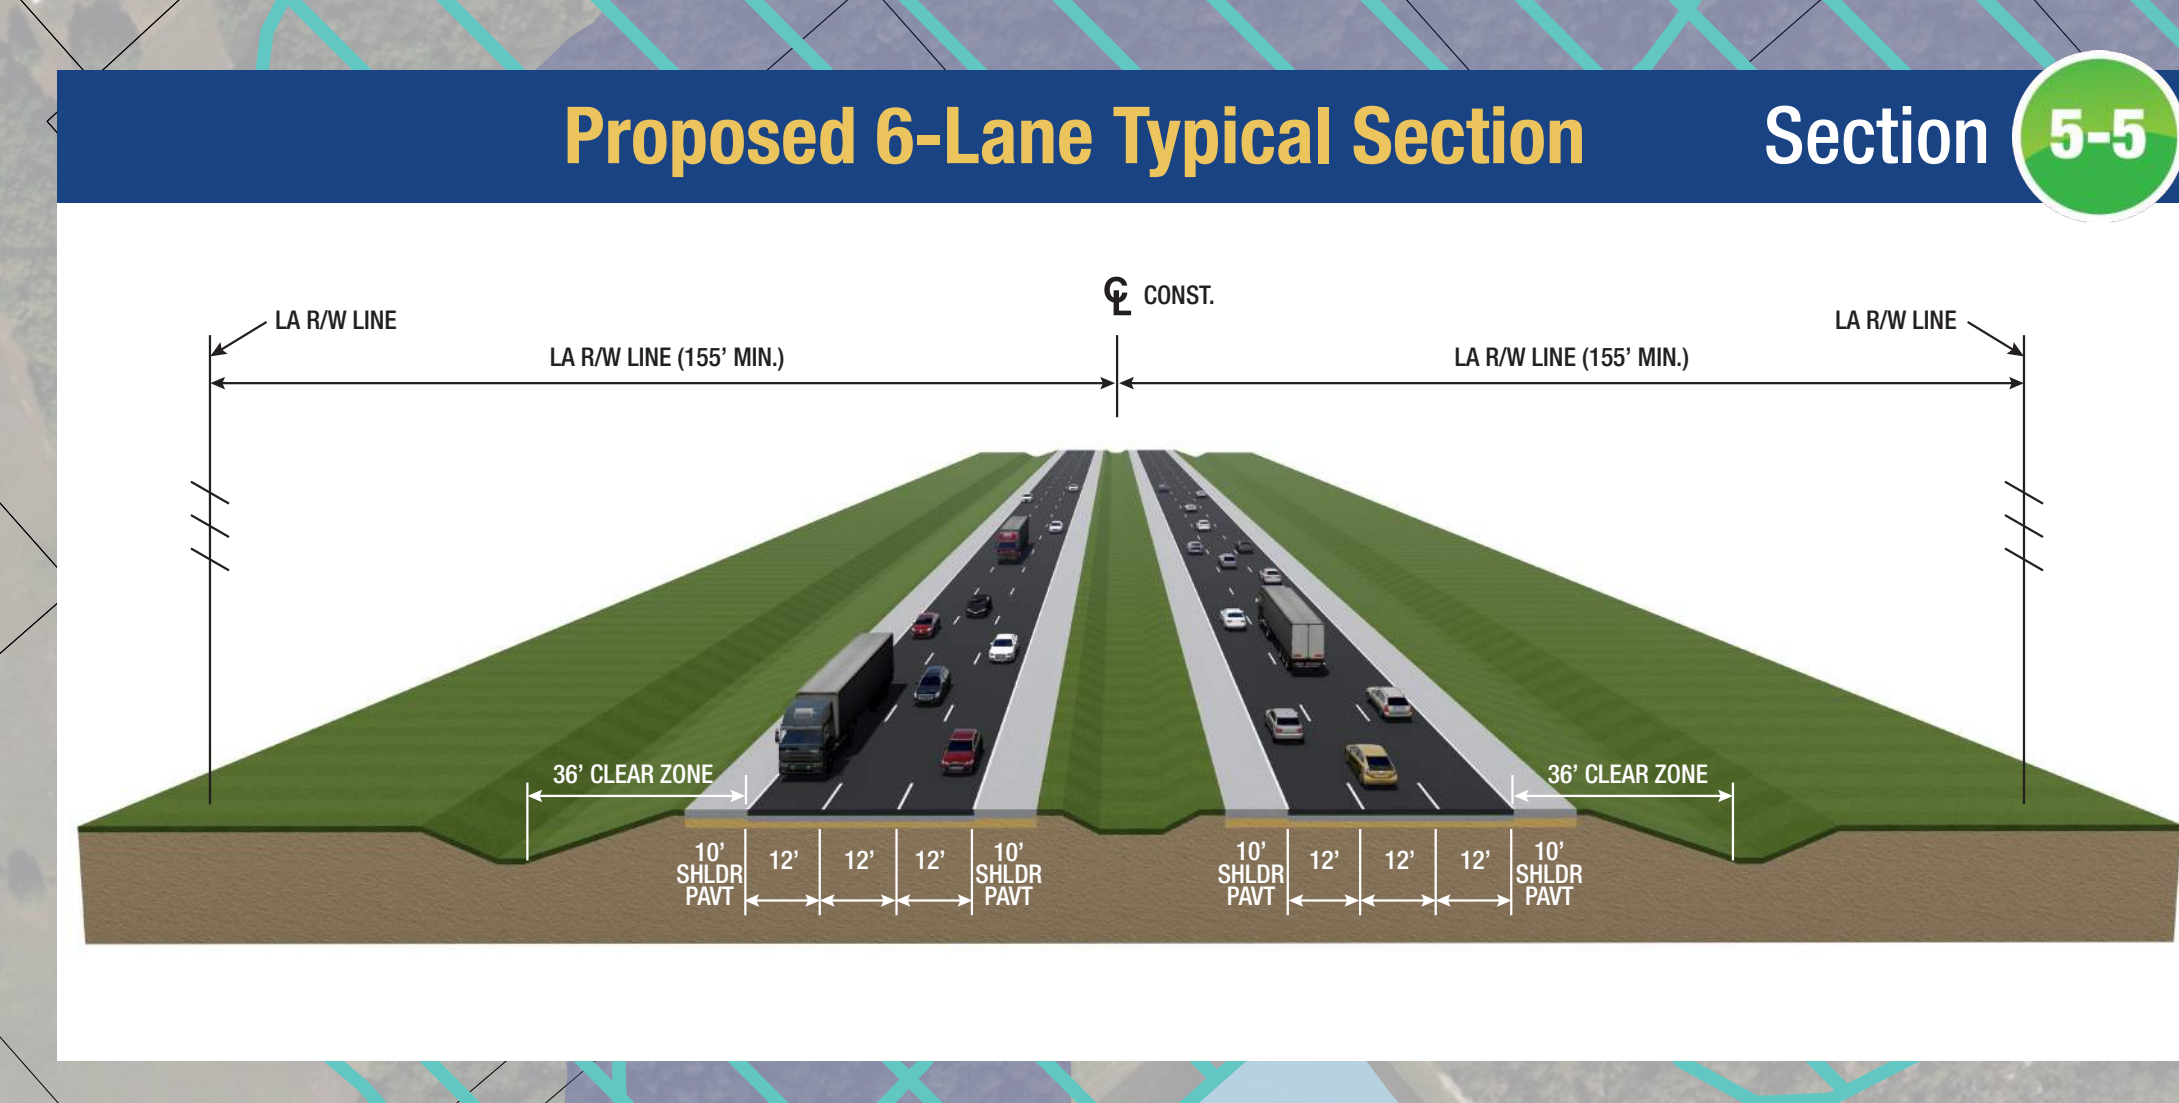 Proposed 6-Lane Typical Section
Section 5-5
℄ CONST.
LA R/W LINE
LA R/W LINE
LA R/W LINE (155’ MIN.)
LA R/W LINE (155’ MIN.)
36’ CLEAR ZONE
36’ CLEAR ZONE
10’
SHLDR
PAVT
12’
12’
12’
10’
SHLDR
PAVT
10’
SHLDR
PAVT
12’
12’
12’
10’
SHLDR
PAVT